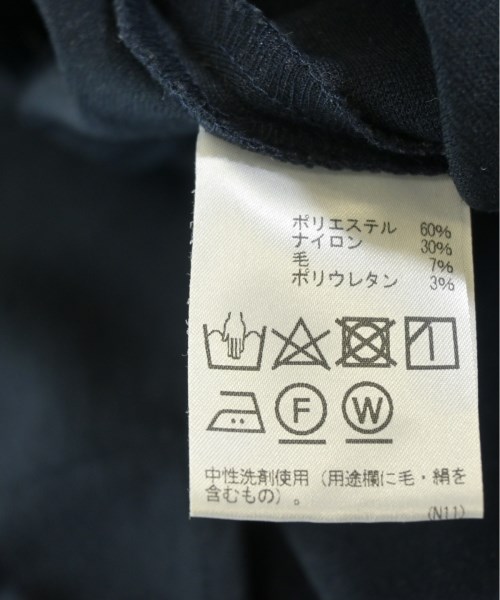 ポリエステル 60%
ナイロン 30%
毛 7%
ポリウレタン 3%
F W
中性洗剤使用（用途欄に毛・絹を
含むもの）。
(N11)